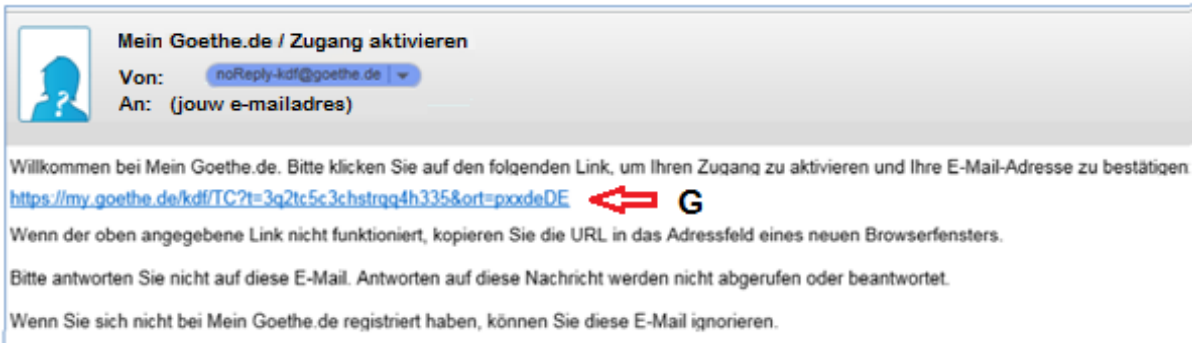 Mein Goethe.de / Zugang aktivieren
Von: noReply-kdf@goethe.de
An: (jouw e-mailadres)
Willkommen bei Mein Goethe.de. Bitte klicken Sie auf den folgenden Link, um Ihren Zugang zu aktivieren und Ihre E-Mail-Adresse zu bestätigen:
https://my.goethe.de/kdf/TC?t=3q2tc5c3chstrqq4h335&ort=pxxdeDE G
Wenn der oben angegebene Link nicht funktioniert, kopieren Sie die URL in das Adressfeld eines neuen Browserfensters.
Bitte antworten Sie nicht auf diese E-Mail. Antworten auf diese Nachricht werden nicht abgerufen oder beantwortet.
Wenn Sie sich nicht bei Mein Goethe.de registriert haben, können Sie diese E-Mail ignorieren.